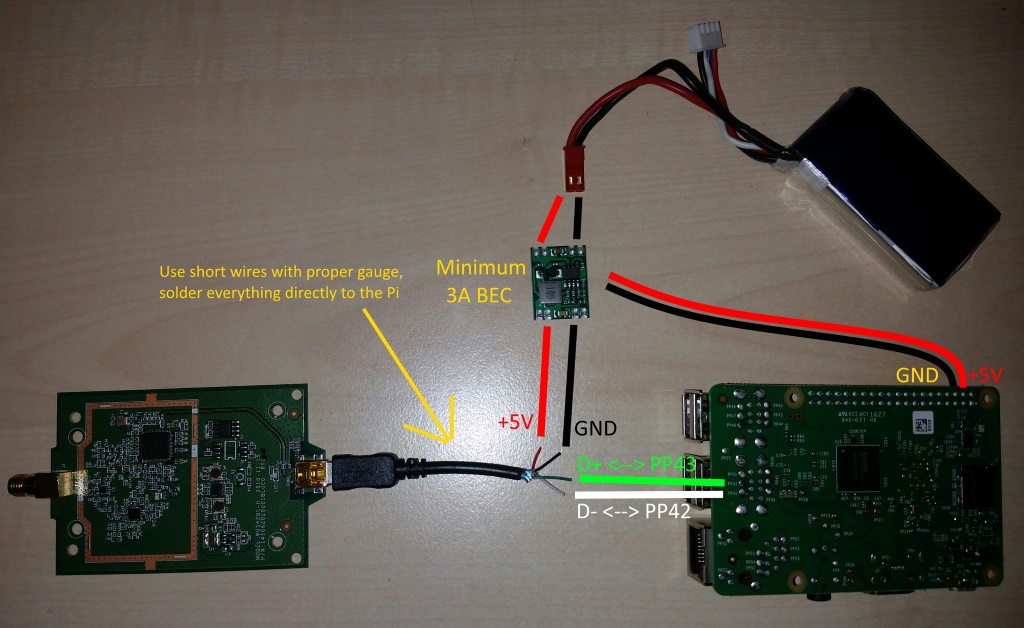 Use short wires with proper gauge,
solder everything directly to the Pi
Minimum
3A BEC
GND
+5V
+5V
GND
D+ <--> PP43
D- <--> PP42